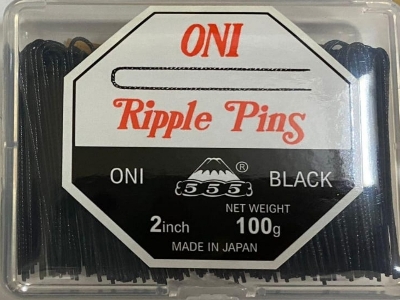 ONI
Ripple Pins
®
555
ONI BLACK
NET WEIGHT
2inch 100g
MADE IN JAPAN